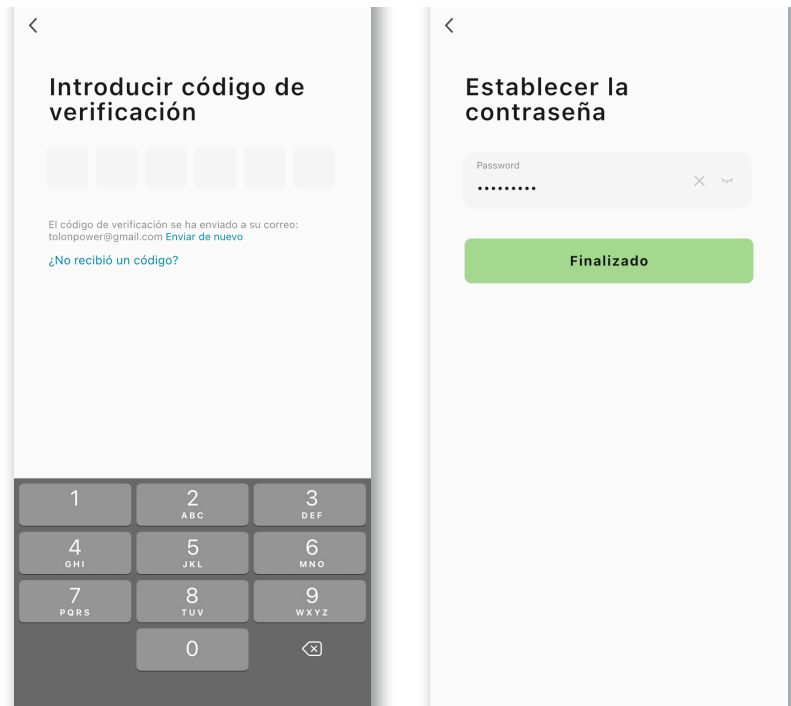 Introducir código de
verificación
El código de verificación se ha enviado a su correo:
tolonpower@gmail.com Enviar de nuevo
¿No recibió un código?
1
2
ABC
3
DEF
4
GHI
5
JKL
6
MNO
7
PQRS
8
TUV
9
WXYZ
0
Establecer la
contraseña
Password
•••••••••
Finalizado